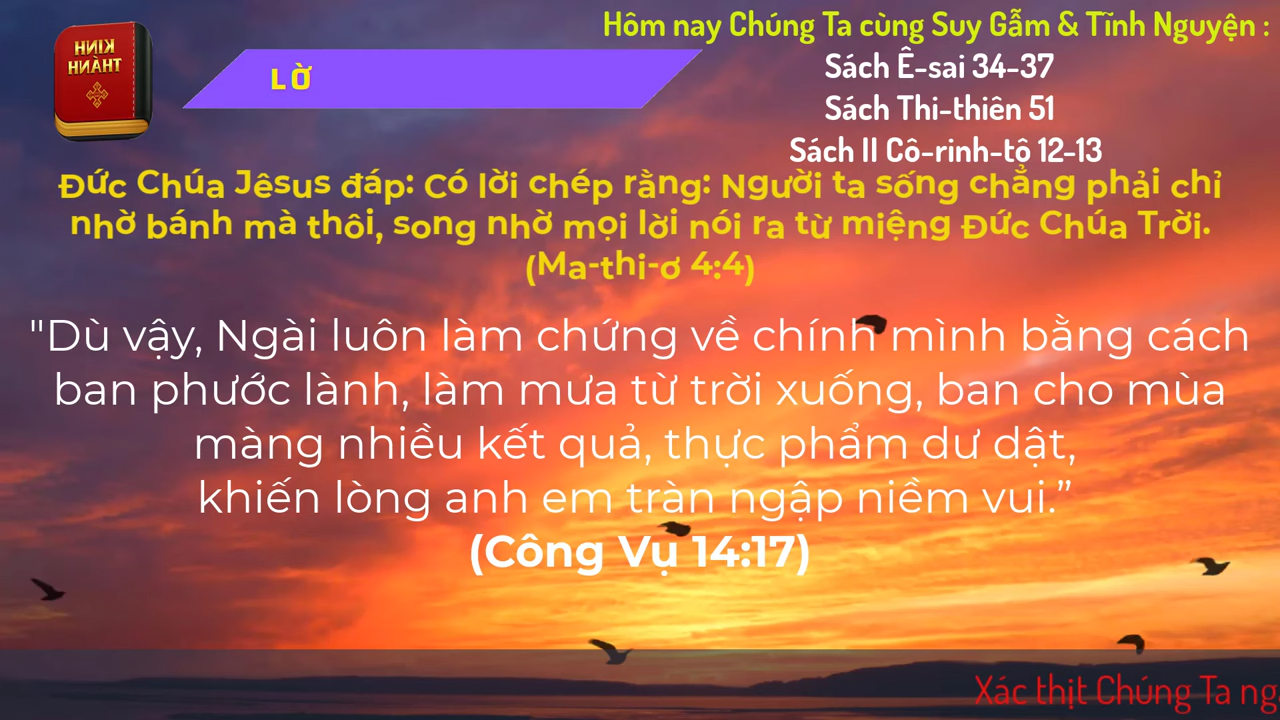 Hôm nay Chúng Ta cùng Suy Gẫm & Tĩnh Nguyện :
Sách Ê-sai 34-37
Sách Thi-thiên 51
Sách II Cô-rinh-tô 12-13
KINH
THÁNH
LỜ
Đức Chúa Jêsus đáp: Có lời chép rằng: Người ta sống chẳng phải chỉ
nhờ bánh mà thôi, song nhờ mọi lời nói ra từ miệng Đức Chúa Trời.
(Ma-thi-ơ 4:4)
"Dù vậy, Ngài luôn làm chứng về chính mình bằng cách
ban phước lành, làm mưa từ trời xuống, ban cho mùa
màng nhiều kết quả, thực phẩm dư dật,
khiến lòng anh em tràn ngập niềm vui.”
(Công Vụ 14:17)
Xác thịt Chúng Ta ng